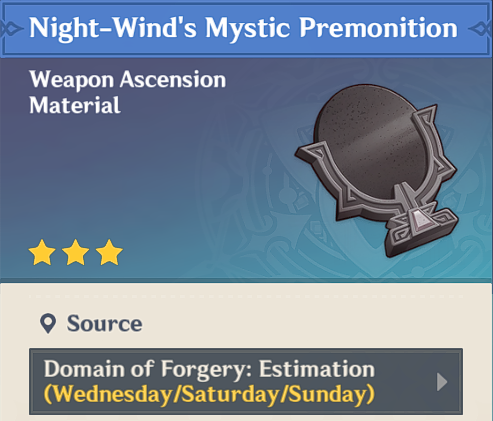 Night-Wind's Mystic Premonition
Weapon Ascension
Material
Source
Domain of Forgery: Estimation
(Wednesday/Saturday/Sunday)